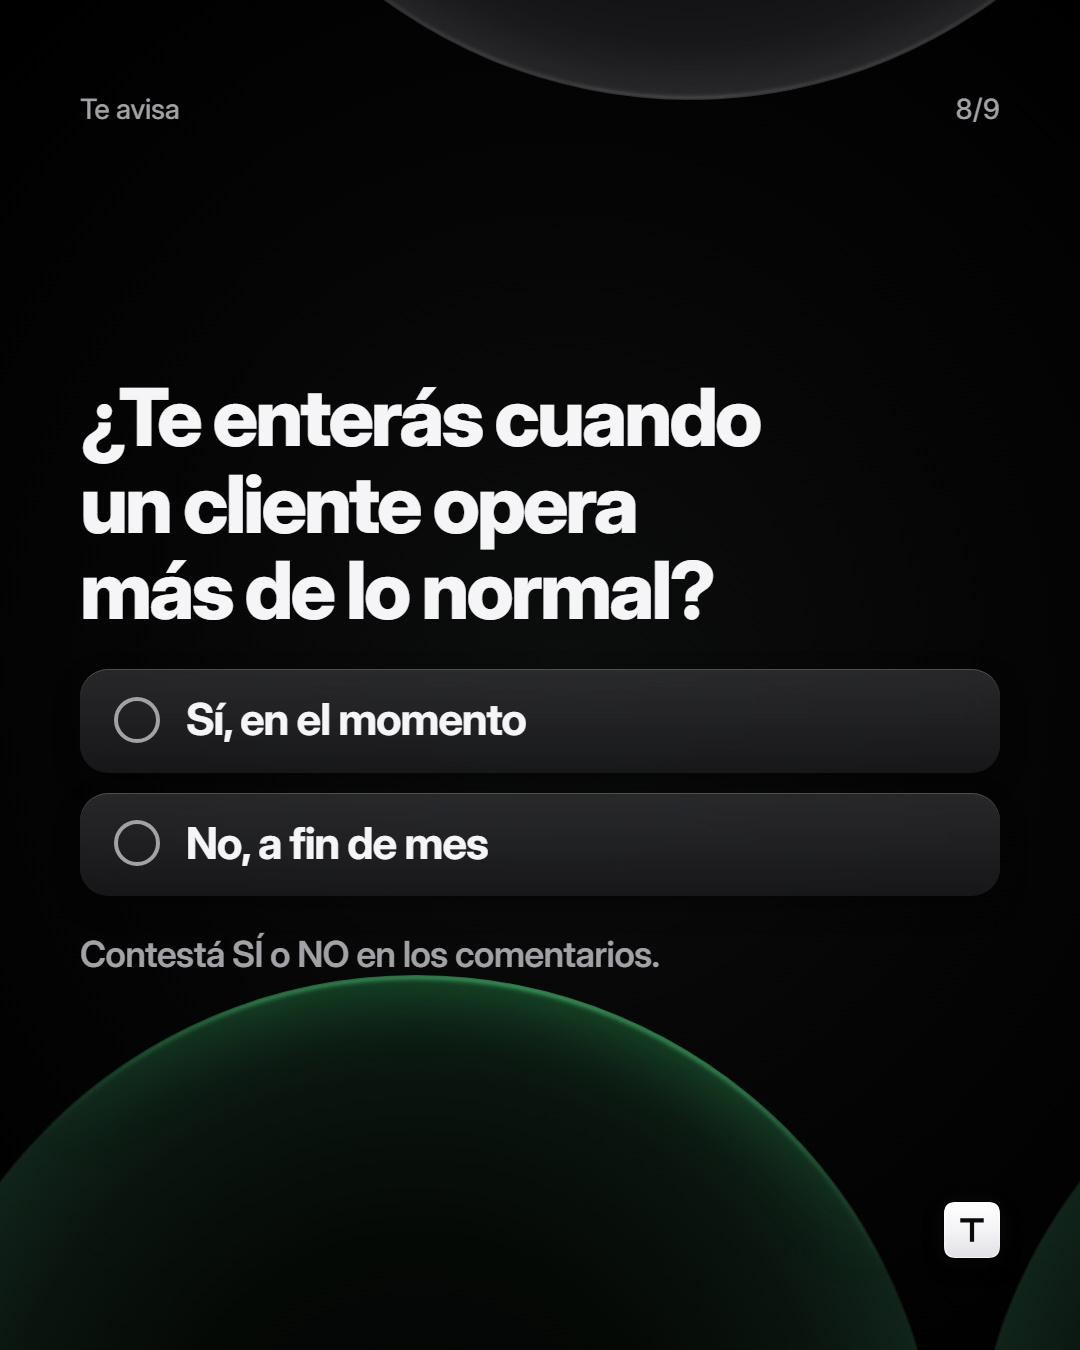 Te avisa
8/9
¿Te enterás cuando
un cliente opera
más de lo normal?
Sí, en el momento
No, a fin de mes
Contestá SÍ o NO en los comentarios.
T